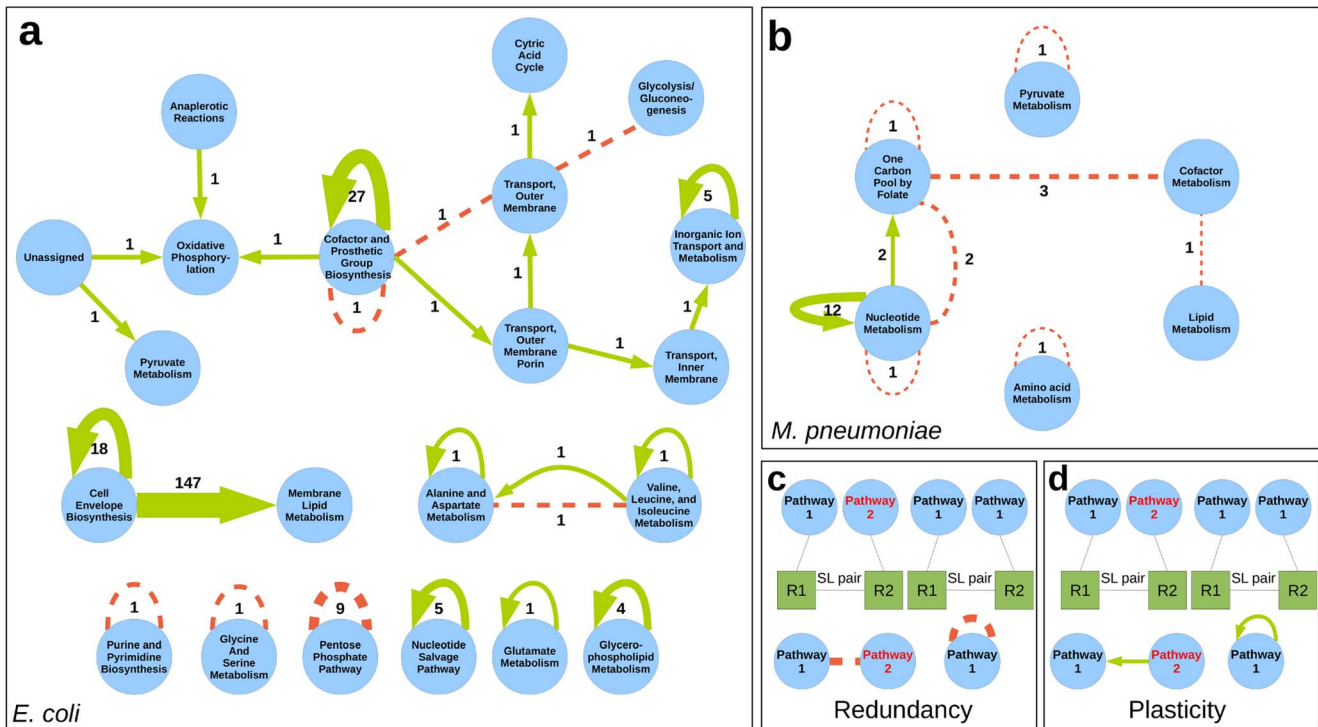 a
Cytric
Acid
Cycle
Glycolysis/
Gluconeo-
genesis
Anaplerotic
Reactions
1
1
1
27
Transport,
Outer
Membrane
5
1
1
1
Unassigned
Oxidative
Phosphory-
lation
Cofactor and
Prosthetic
Group
Biosynthesis
Inorganic Ion
Transport and
Metabolism
1
1
1
1
1
Pyruvate
Metabolism
Transport,
Outer
Membrane
Porin
1
Transport,
Inner
Membrane
18
147
Cell
Envelope
Biosynthesis
Membrane
Lipid
Metabolism
1
1
1
Alanine and
Aspartate
Metabolism
1
Valine,
Leucine, and
Isoleucine
Metabolism
1
1
9
5
1
4
Purine and
Pyrimidine
Biosynthesis
Glycine
And
Serine
Metabolism
Pentose
Phosphate
Pathway
Nucleotide
Salvage
Pathway
Glutamate
Metabolism
Glycero-
phospholipid
Metabolism
E. coli
b
1
Pyruvate
Metabolism
1
One
Carbon
Pool by
Folate
3
Cofactor
Metabolism
2
2
1
12
Nucleotide
Metabolism
Lipid
Metabolism
1
1
Amino acid
Metabolism
M. pneumoniae
c
Pathway
1
Pathway
2
Pathway
1
Pathway
1
R1
SL pair
R2
R1
SL pair
R2
Pathway
1
Pathway
2
Pathway
1
Redundancy
d
Pathway
1
Pathway
2
Pathway
1
Pathway
1
R1
SL pair
R2
R1
SL pair
R2
Pathway
1
Pathway
2
Pathway
1
Plasticity